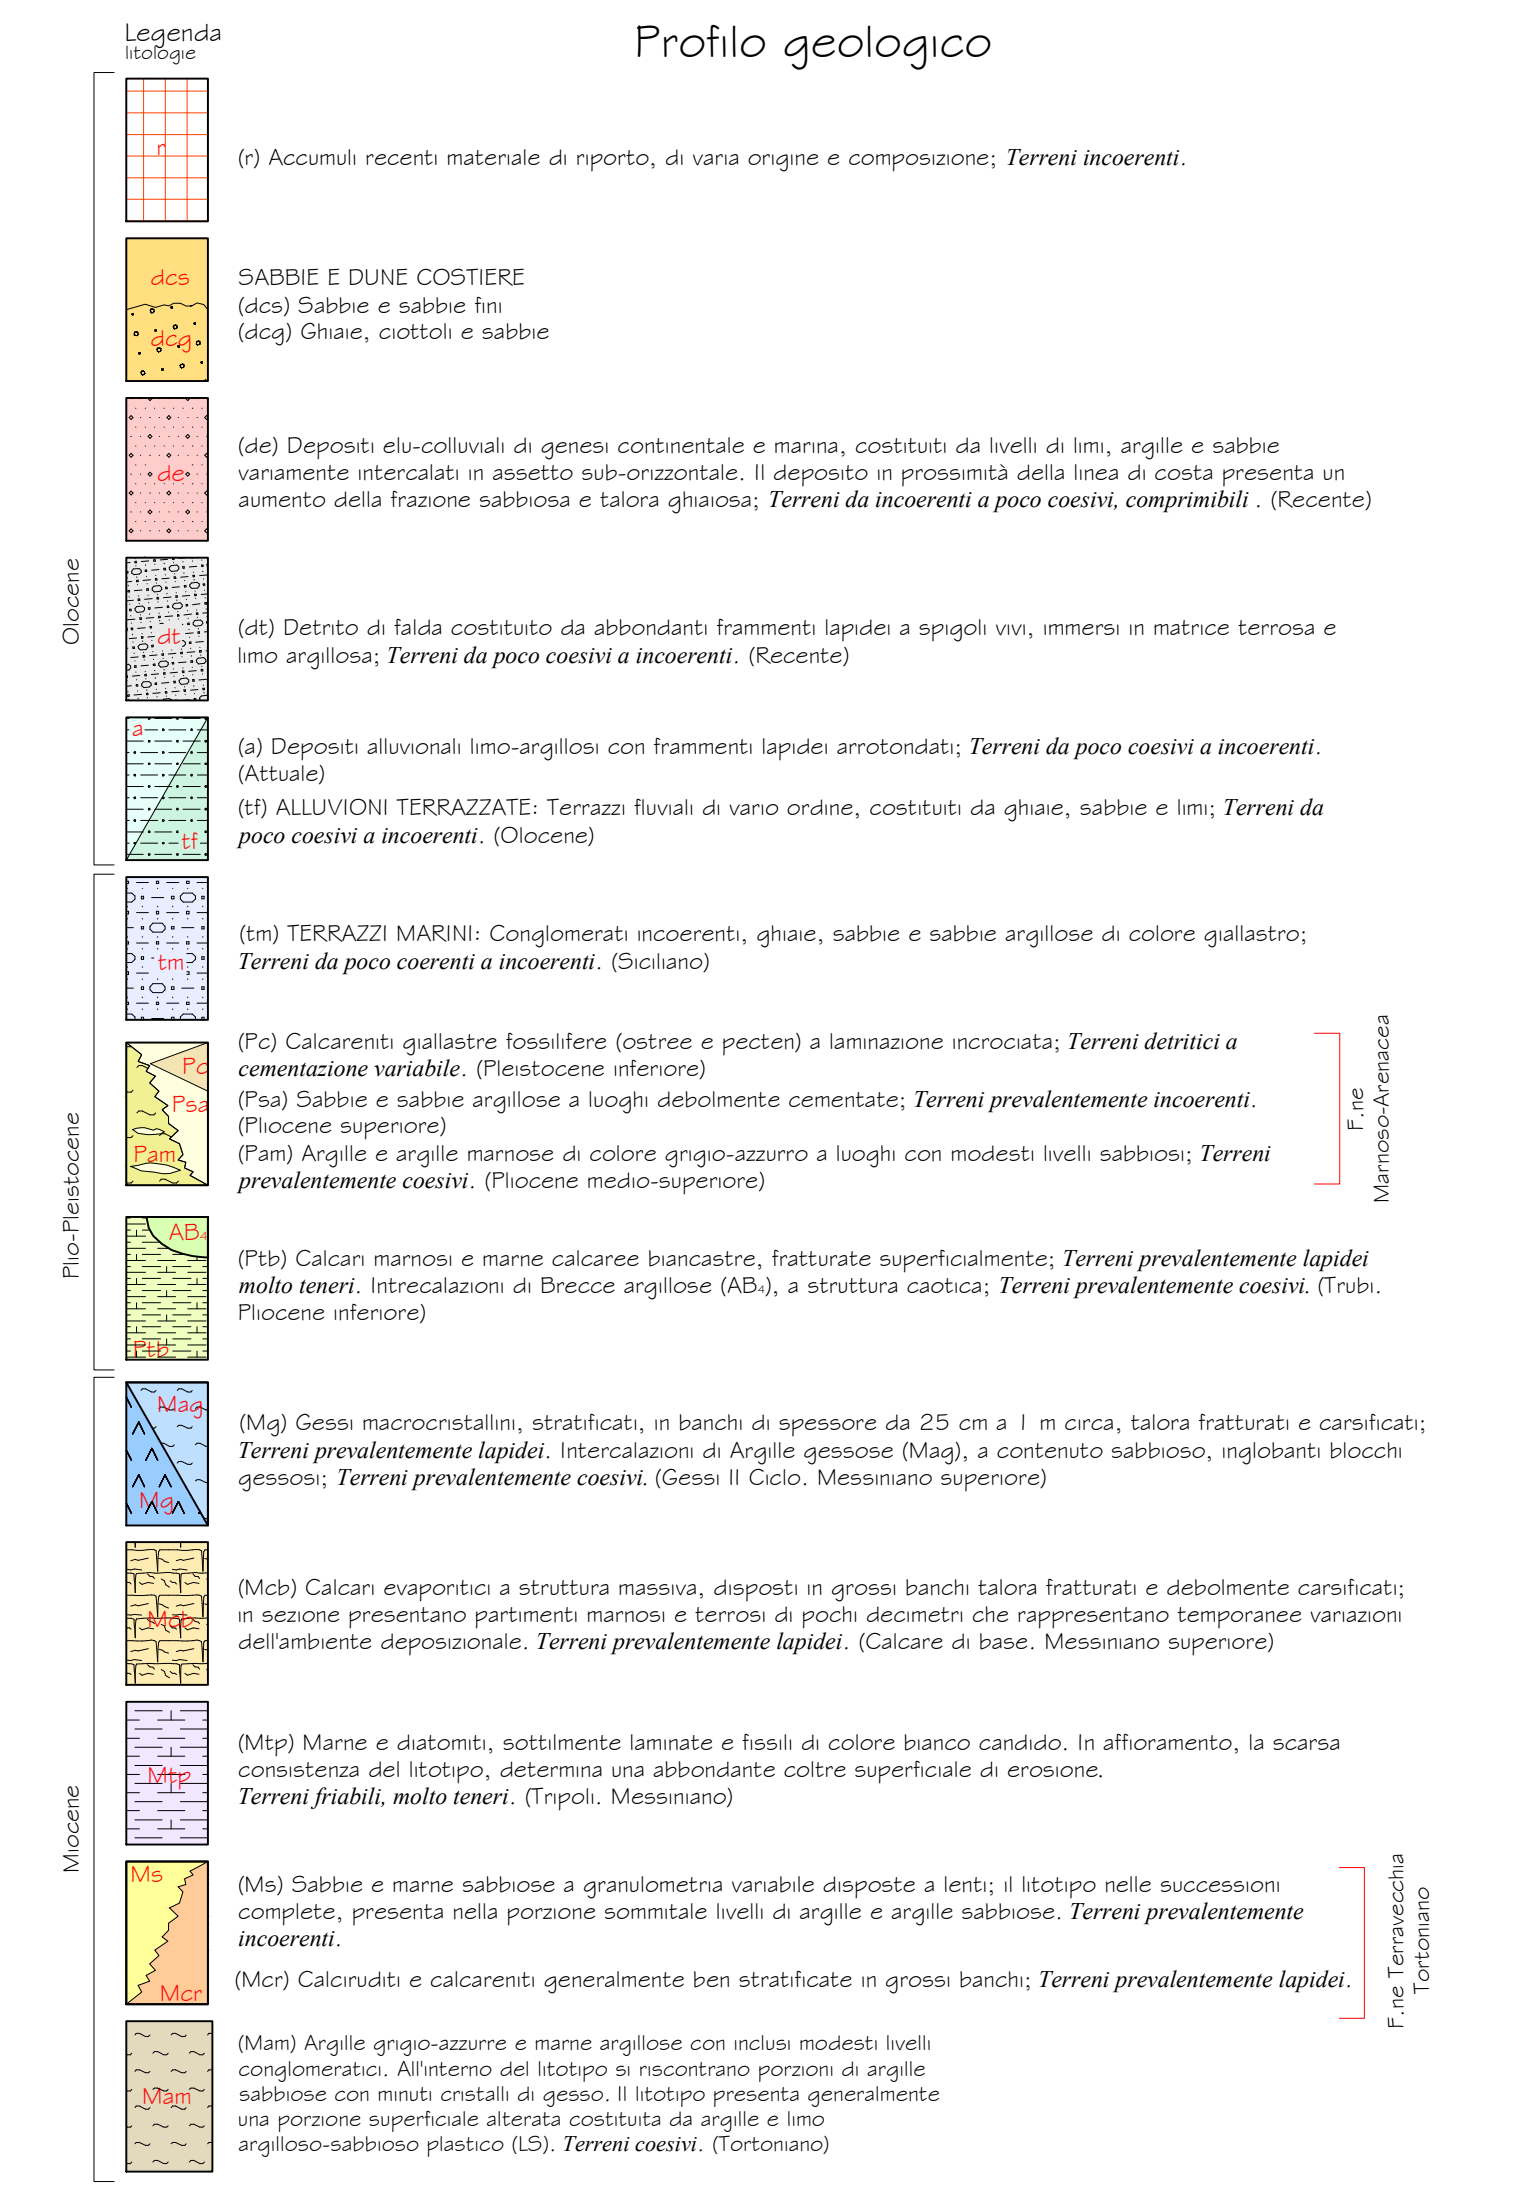 Legenda
litologie
Profilo geologico
r
(r) Accumuli recenti materiale di riporto, di varia origine e composizione; Terreni incoerenti.
dcs
dcg
SABBIE E DUNE COSTIERE
(dcs) Sabbie e sabbie fini
(dcg) Ghiaie, ciottoli e sabbie
de
(de) Depositi elu-colluviali di genesi continentale e marina, costituiti da livelli di limi, argille e sabbie
variamente intercalati in assetto sub-orizzontale. Il deposito in prossimità della linea di costa presenta un
aumento della frazione sabbiosa e talora ghiaiosa; Terreni da incoerenti a poco coesivi, comprimibili . (Recente)
Olocene
dt
(dt) Detrito di falda costituito da abbondanti frammenti lapidei a spigoli vivi, immersi in matrice terrosa e
limo argillosa; Terreni da poco coesivi a incoerenti. (Recente)
a
tf
(a) Depositi alluvionali limo-argillosi con frammenti lapidei arrotondati; Terreni da poco coesivi a incoerenti.
(Attuale)
(tf) ALLUVIONI TERRAZZATE: Terrazzi fluviali di vario ordine, costituiti da ghiaie, sabbie e limi; Terreni da
poco coesivi a incoerenti. (Olocene)
tm
(tm) TERRAZZI MARINI: Conglomerati incoerenti, ghiaie, sabbie e sabbie argillose di colore giallastro;
Terreni da poco coerenti a incoerenti. (Siciliano)
Pc
Psa
Pam
(Pc) Calcareniti giallastre fossilifere (ostree e pecten) a laminazione incrociata; Terreni detritici a
cementazione variabile. (Pleistocene inferiore)
(Psa) Sabbie e sabbie argillose a luoghi debolmente cementate; Terreni prevalentemente incoerenti.
(Pliocene superiore)
(Pam) Argille e argille marnose di colore grigio-azzurro a luoghi con modesti livelli sabbiosi; Terreni
prevalentemente coesivi. (Pliocene medio-superiore)
F.ne
Marnoso-Arenacea
Plio-Pleistocene
AB4
Ptb
(Ptb) Calcari marnosi e marne calcaree biancastre, fratturate superficialmente; Terreni prevalentemente lapidei
molto teneri. Intrecalazioni di Brecce argillose (AB4), a struttura caotica; Terreni prevalentemente coesivi. (Trubi.
Pliocene inferiore)
Mag
Mg
(Mg) Gessi macrocristallini, stratificati, in banchi di spessore da 25 cm a 1 m circa, talora fratturati e carsificati;
Terreni prevalentemente lapidei. Intercalazioni di Argille gessose (Mag), a contenuto sabbioso, inglobanti blocchi
gessosi; Terreni prevalentemente coesivi. (Gessi II Ciclo. Messiniano superiore)
Mcb
(Mcb) Calcari evaporitici a struttura massiva, disposti in grossi banchi talora fratturati e debolmente carsificati;
in sezione presentano partimenti marnosi e terrosi di pochi decimetri che rappresentano temporanee variazioni
dell'ambiente deposizionale. Terreni prevalentemente lapidei. (Calcare di base. Messiniano superiore)
Mtp
(Mtp) Marne e diatomiti, sottilmente laminate e fissili di colore bianco candido. In affioramento, la scarsa
consistenza del litotipo, determina una abbondante coltre superficiale di erosione.
Terreni friabili, molto teneri. (Tripoli. Messiniano)
Miocene
Ms
Mcr
(Ms) Sabbie e marne sabbiose a granulometria variabile disposte a lenti; il litotipo nelle successioni
complete, presenta nella porzione sommitale livelli di argille e argille sabbiose. Terreni prevalentemente
incoerenti.
(Mcr) Calciruditi e calcareniti generalmente ben stratificate in grossi banchi; Terreni prevalentemente lapidei.
F.ne Terravecchia
Tortoniano
Mam
(Mam) Argille grigio-azzurre e marne argillose con inclusi modesti livelli
conglomeratici. All'interno del litotipo si riscontrano porzioni di argille
sabbiose con minuti cristalli di gesso. Il litotipo presenta generalmente
una porzione superficiale alterata costituita da argille e limo
argilloso-sabbioso plastico (LS). Terreni coesivi. (Tortoniano)